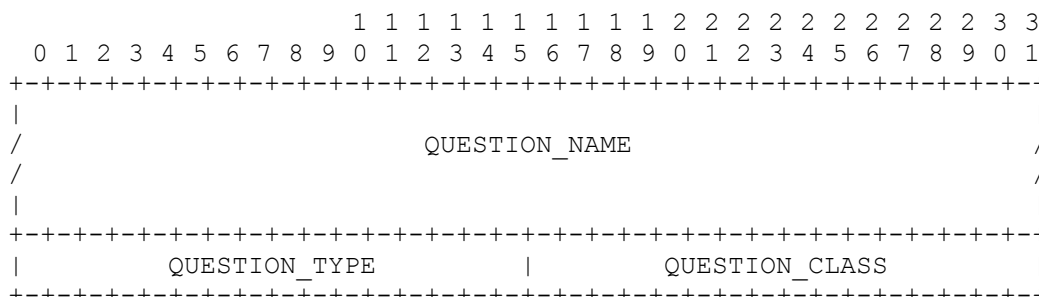 1 1 1 1 1 1 1 1 1 1 2 2 2 2 2 2 2 2 2 2 3 3
0 1 2 3 4 5 6 7 8 9 0 1 2 3 4 5 6 7 8 9 0 1 2 3 4 5 6 7 8 9 0 1
+-+-+-+-+-+-+-+-+-+-+-+-+-+-+-+-+-+-+-+-+-+-+-+-+-+-+-+-+-+-+-+--
|
/ QUESTION_NAME /
/ /
|
+-+-+-+-+-+-+-+-+-+-+-+-+-+-+-+-+-+-+-+-+-+-+-+-+-+-+-+-+-+-+-+--
| QUESTION_TYPE | QUESTION_CLASS
+-+-+-+-+-+-+-+-+-+-+-+-+-+-+-+-+-+-+-+-+-+-+-+-+-+-+-+-+-+-+-+--